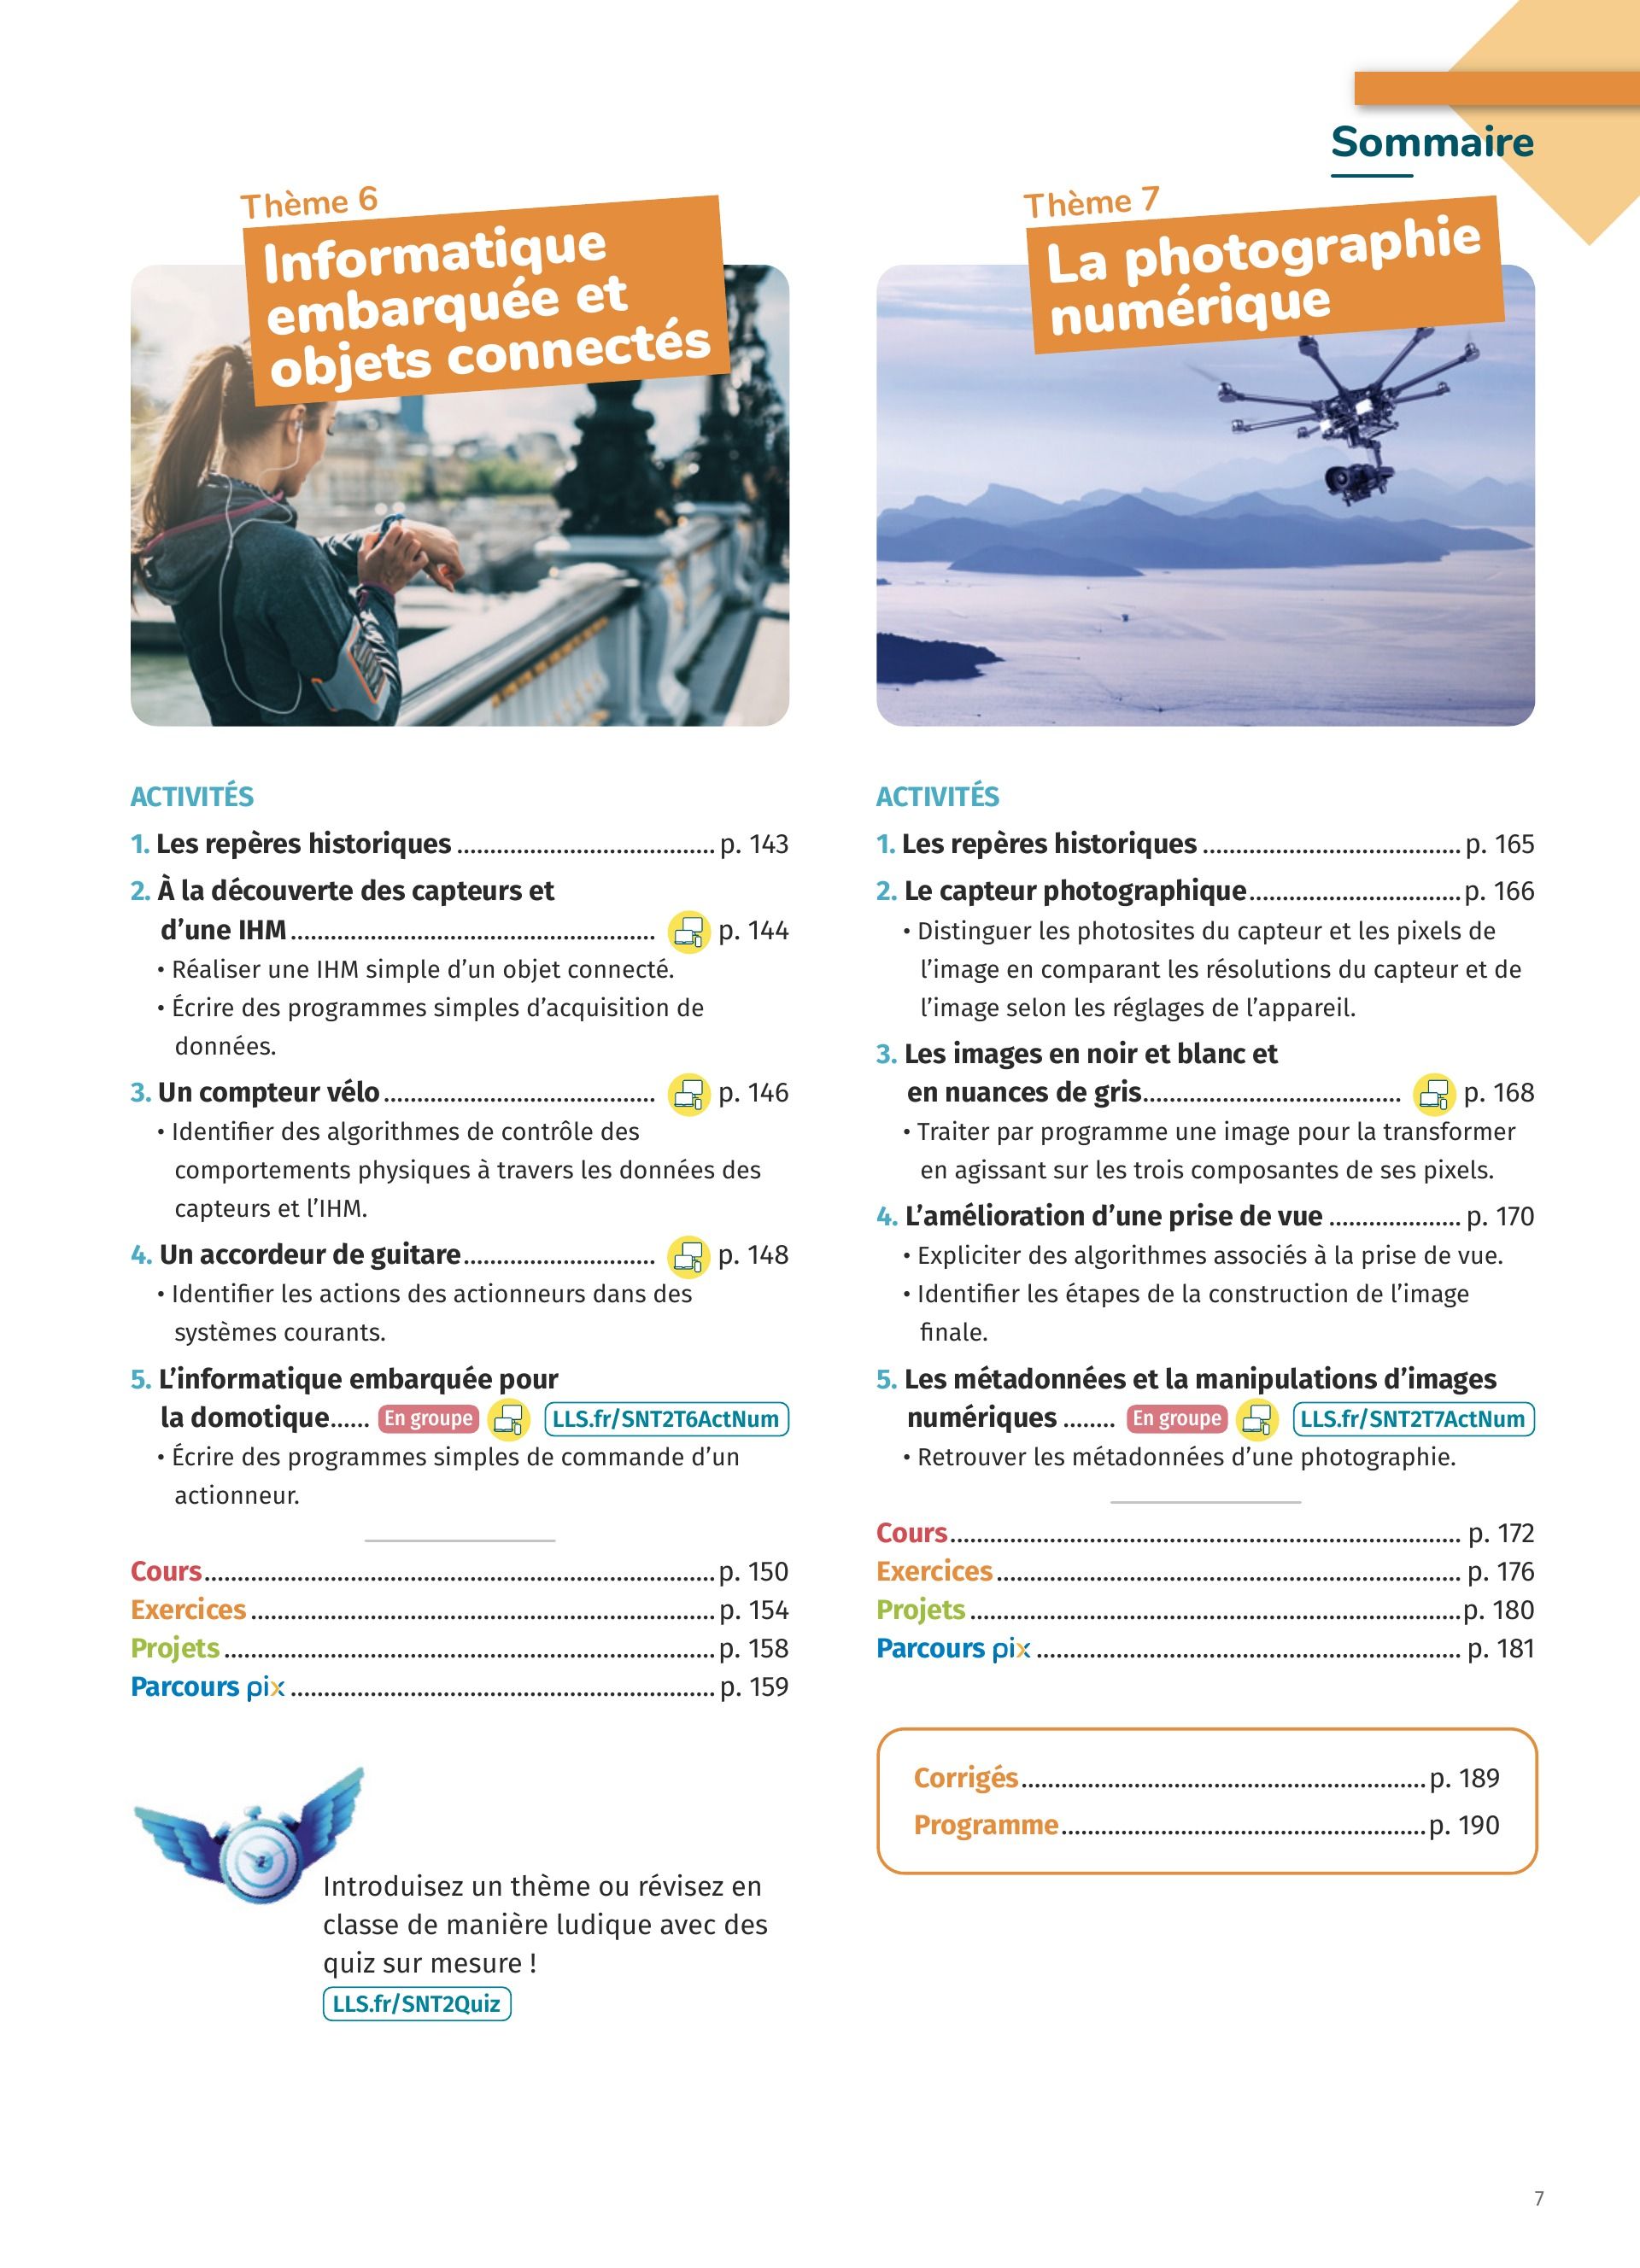 Sommaire
Thème 6
Informatique
embarquée et
objets connectés
ACTIVITÉS
1. Les repères historiques ................................. p. 143
2. À la découverte des capteurs et
d’une IHM.............................................. p. 144
• Réaliser une IHM simple d’un objet connecté.
• Écrire des programmes simples d’acquisition de
données.
3. Un compteur vélo.................................. p. 146
• Identifier des algorithmes de contrôle des
comportements physiques à travers les données des
capteurs et l’IHM.
4. Un accordeur de guitare........................ p. 148
• Identifier les actions des actionneurs dans des
systèmes courants.
5. L’informatique embarquée pour
la domotique...... En groupe LLS.fr/SNT2T6ActNum
• Écrire des programmes simples de commande d’un
actionneur.
Cours................................................................ p. 150
Exercices .......................................................... p. 154
Projets ............................................................. p. 158
Parcours pix ..................................................... p. 159
Introduisez un thème ou révisez en
classe de manière ludique avec des
quiz sur mesure !
LLS.fr/SNT2Quiz
Thème 7
La photographie
numérique
ACTIVITÉS
1. Les repères historiques ................................. p. 165
2. Le capteur photographique........................... p. 166
• Distinguer les photosites du capteur et les pixels de
l’image en comparant les résolutions du capteur et de
l’image selon les réglages de l’appareil.
3. Les images en noir et blanc et
en nuances de gris................................. p. 168
• Traiter par programme une image pour la transformer
en agissant sur les trois composantes de ses pixels.
4. L’amélioration d’une prise de vue ................. p. 170
• Expliciter des algorithmes associés à la prise de vue.
• Identifier les étapes de la construction de l’image
finale.
5. Les métadonnées et la manipulations d’images
numériques ........ En groupe LLS.fr/SNT2T7ActNum
• Retrouver les métadonnées d’une photographie.
Cours................................................................ p. 172
Exercices .......................................................... p. 176
Projets ............................................................. p. 180
Parcours pix ..................................................... p. 181
Corrigés................................................... p. 189
Programme.............................................. p. 190
7